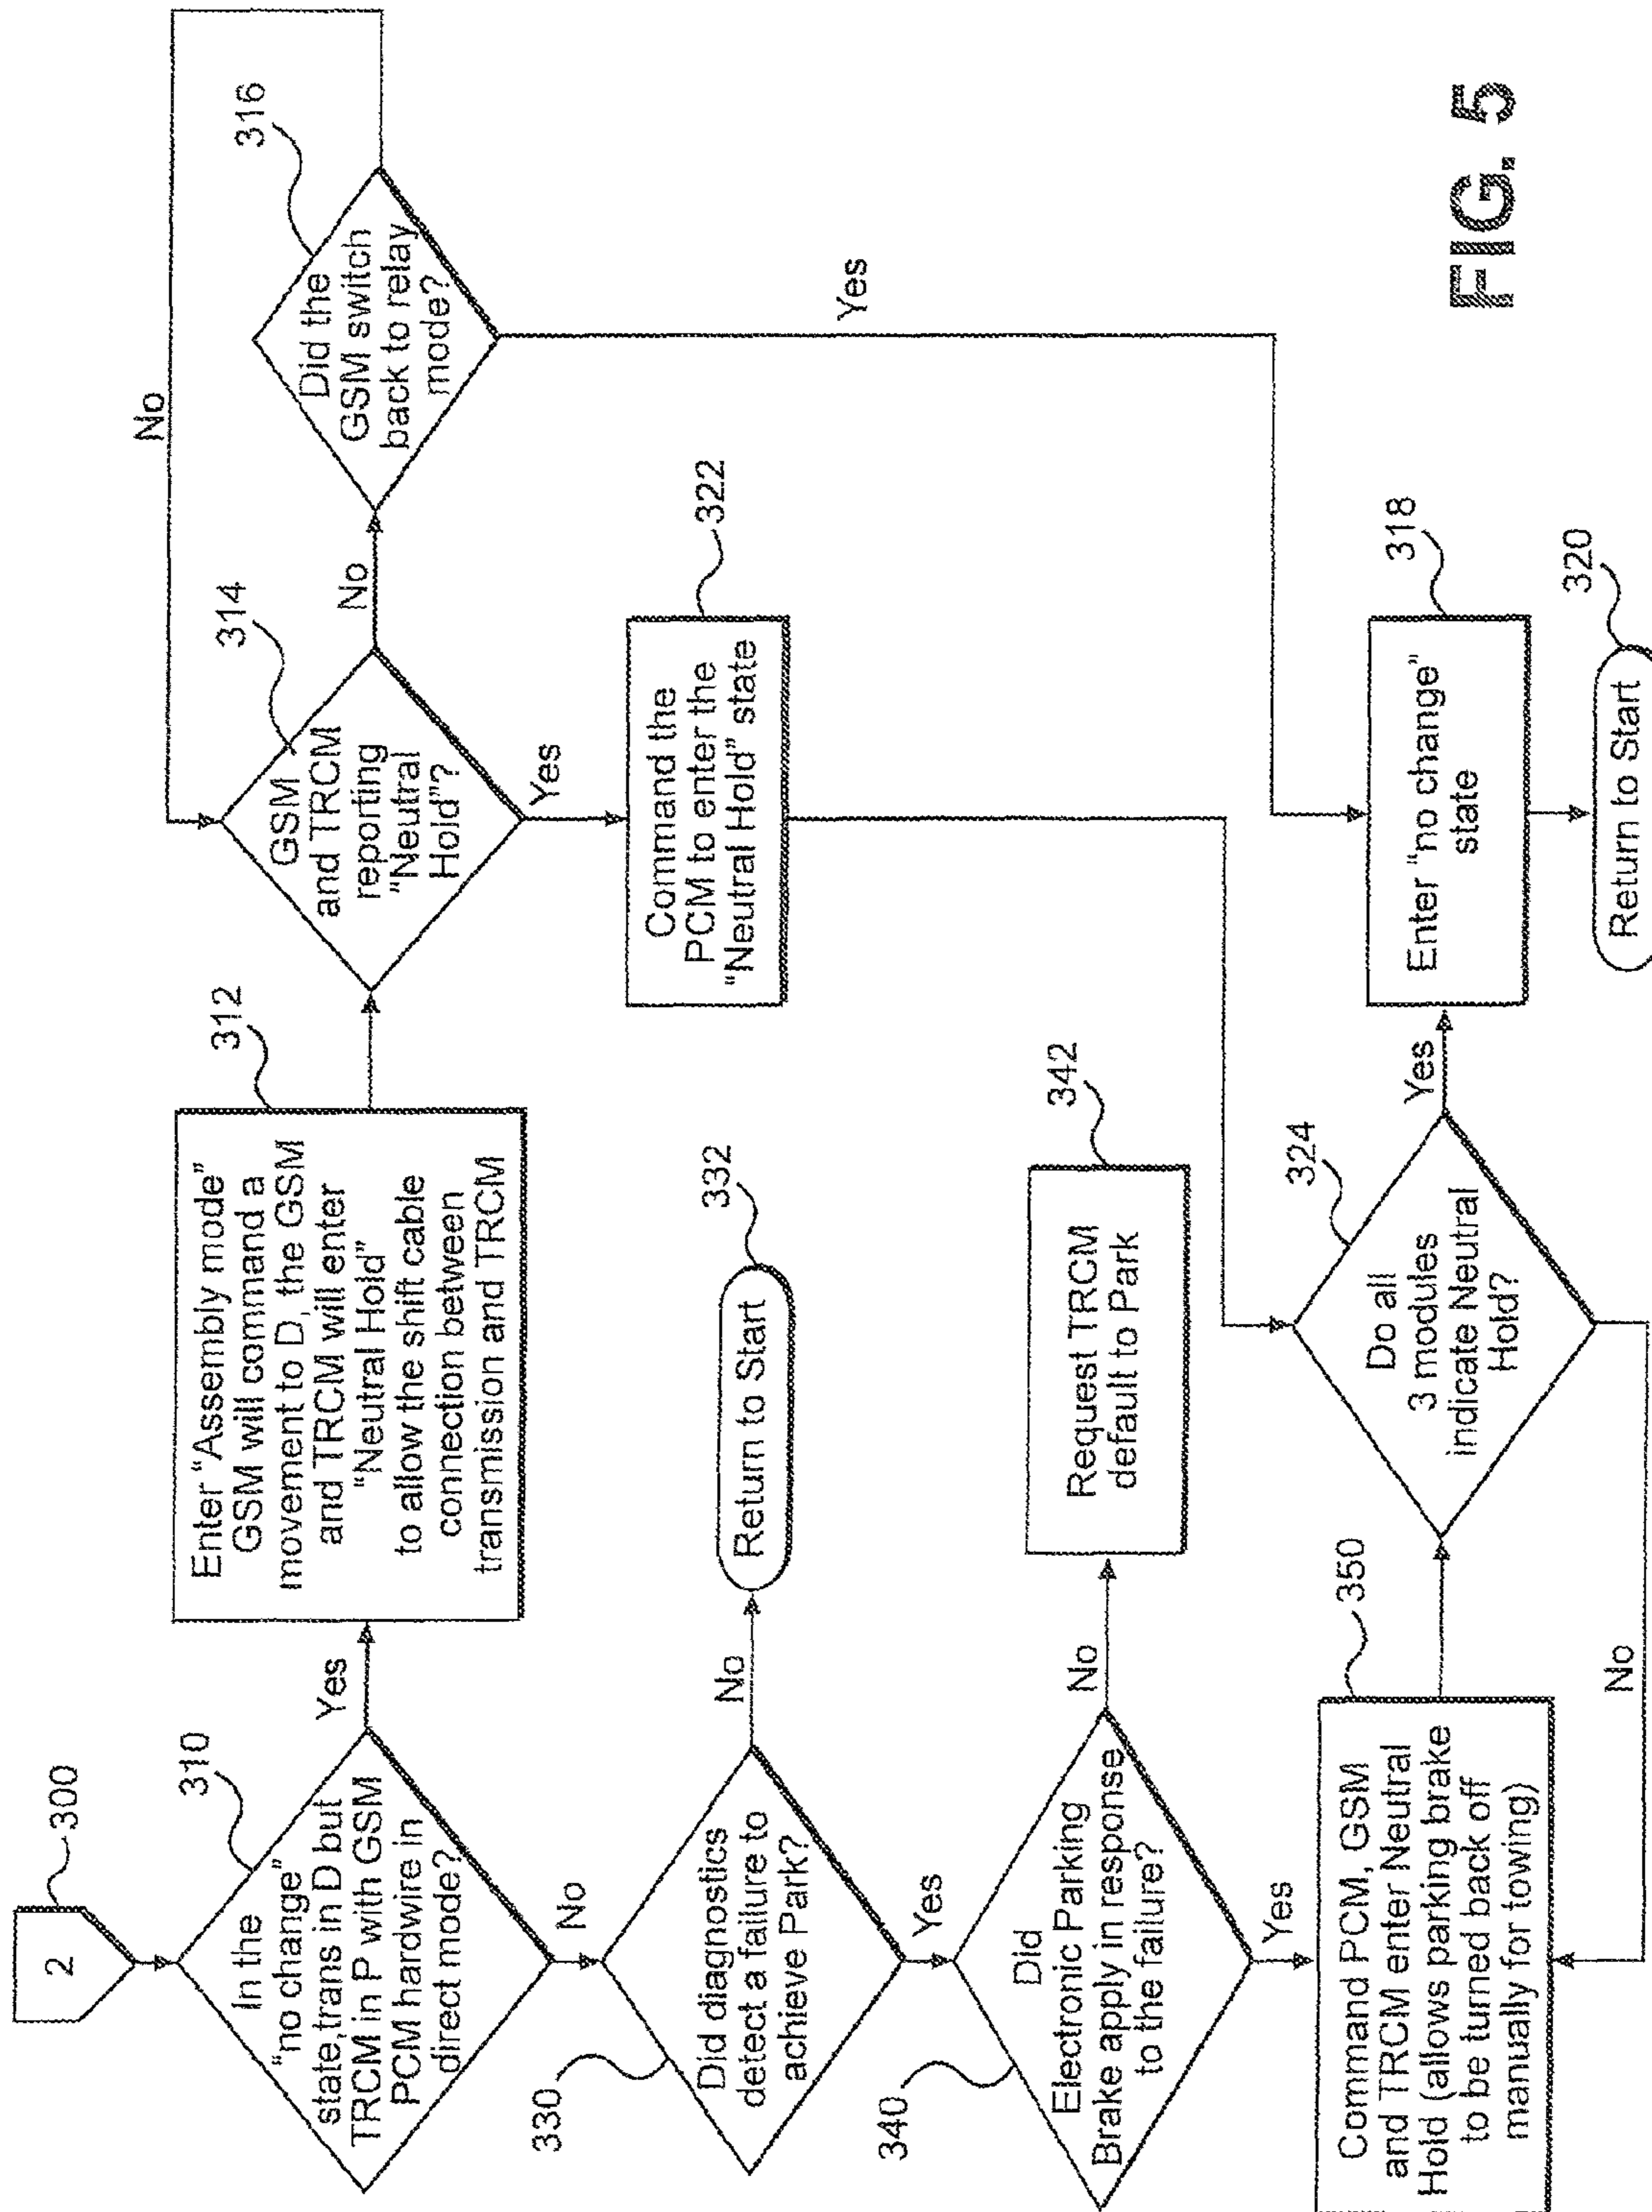 2
300
In the
"no change"
state,trans in D but
TRCM in P with GSM
PCM hardwire in
direct mode?
310
Yes
No
Enter "Assembly mode"
GSM will command a
movement to D, the GSM
and TRCM will enter
"Neutral Hold"
to allow the shift cable
connection between
transmission and TRCM
312
GSM
and TRCM
reporting
"Neutral
Hold"?
314
No
Yes
Did the
GSM switch
back to relay
mode?
316
No
Yes
Command the
PCM to enter the
"Neutral Hold" state
322
Did diagnostics
detect a failure to
achieve Park?
330
No
Yes
Return to Start
332
Did
Electronic Parking
Brake apply in response
to the failure?
340
No
Yes
Request TRCM
default to Park
342
Command PCM, GSM
and TRCM enter Neutral
Hold (allows parking brake
to be turned back off
manually for towing)
350
Do all
3 modules
indicate Neutral
Hold?
324
Yes
No
Enter "no change"
state
318
Return to Start
320
FIG. 5